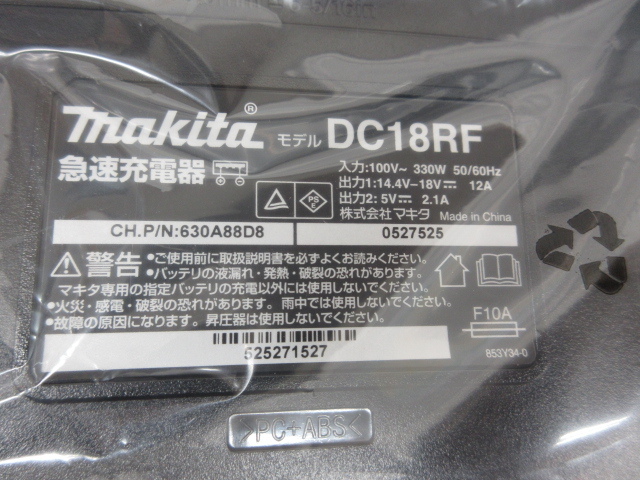 makita® モデル DC18RF
急速充電器
入力:100V~ 330W 50/60Hz
出力1:14.4V-18V⎓ 12A
出力2: 5V⎓ 2.1A
株式会社マキタ Made in China
PSE
CH.P/N:630A88D8
0527525
⚠警告
●ご使用前に取扱説明書を必ずよくお読みください。
●バッテリの液漏れ・発熱・破裂の恐れがあります。
マキタ専用の指定バッテリの充電以外には使用しないでください。
●火災・感電・破裂の恐れがあります。雨中では使用しないでください。
●故障の原因になります。昇圧器は使用しないでください。
F10A
525271527
853Y34-0
>PC+ABS<